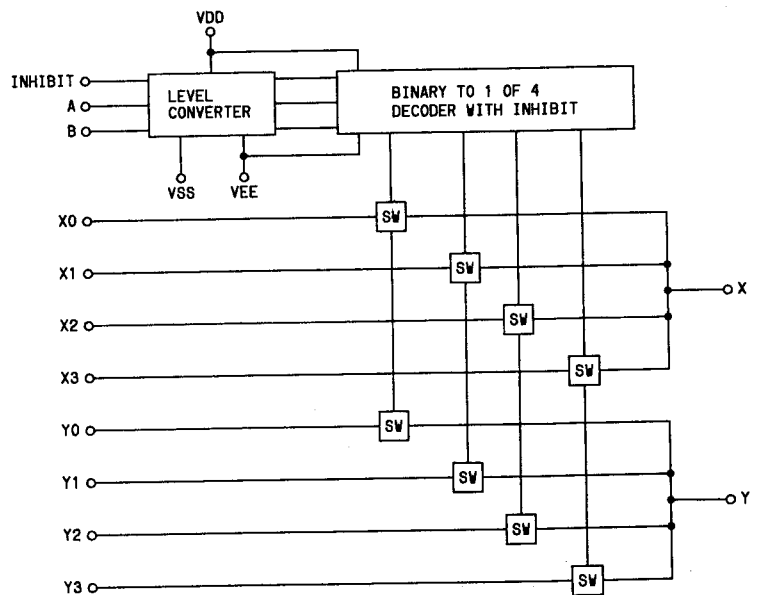 VDD
INHIBIT
A
B
LEVEL
CONVERTER
BINARY TO 1 OF 4
DECODER WITH INHIBIT
VSS
VEE
X0
SW
X1
SW
X
X2
SW
X3
SW
Y0
SW
Y1
SW
Y
Y2
SW
Y3
SW